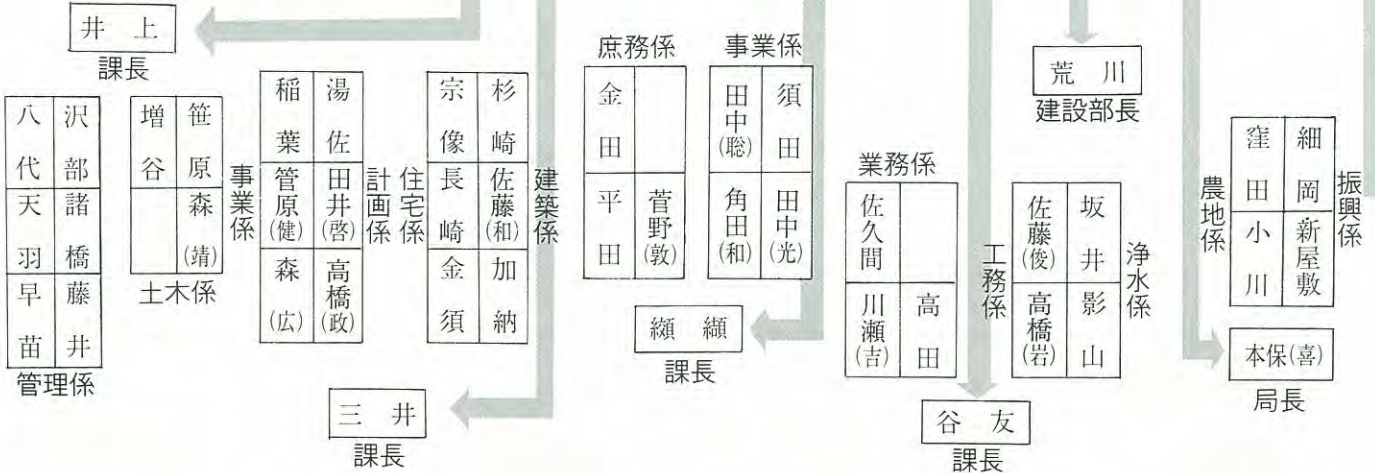 井上
課長
八代 沢部
天羽 諸橋
早苗 藤井
管理係
増谷 笹原
森(靖)
土木係
事業係
稲葉 湯佐
管原(健) 田井(啓)
森(広) 高橋(政)
計画係
住宅係
宗像 杉崎
長崎 佐藤(和)
金須 加納
建築係
三井
課長
庶務係
金田
平田 菅野(敦)
事業係
田中(聡) 須田
角田(和) 田中(光)
纐纈
課長
業務係
佐久間
川瀬(吉) 高田
工務係
佐藤(俊) 坂井
高橋(岩) 影山
浄水係
谷友
課長
荒川
建設部長
農地係
窪田 細岡
小川 新屋敷
振興係
本保(喜)
局長